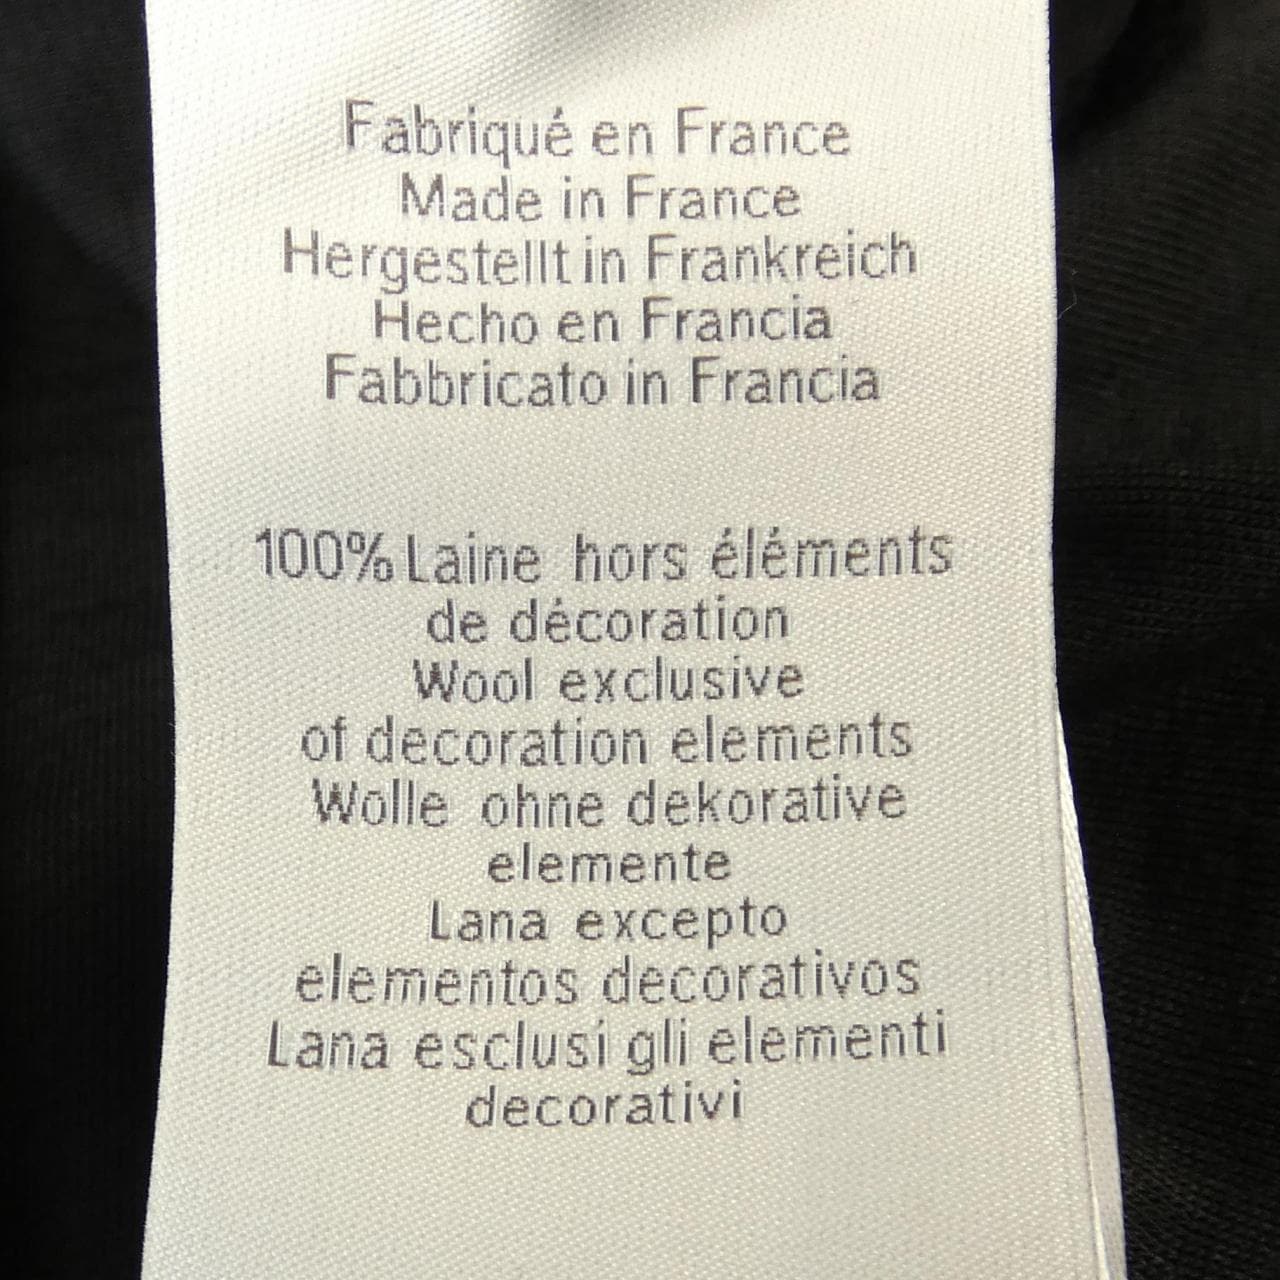 Fabriqué en France
Made in France
Hergestellt in Frankreich
Hecho en Francia
Fabbricato in Francia
100% Laine hors éléments
de décoration
Wool exclusive
of decoration elements
Wolle ohne dekorative
elemente
Lana excepto
elementos decorativos
Lana esclusi gli elementi
decorativi